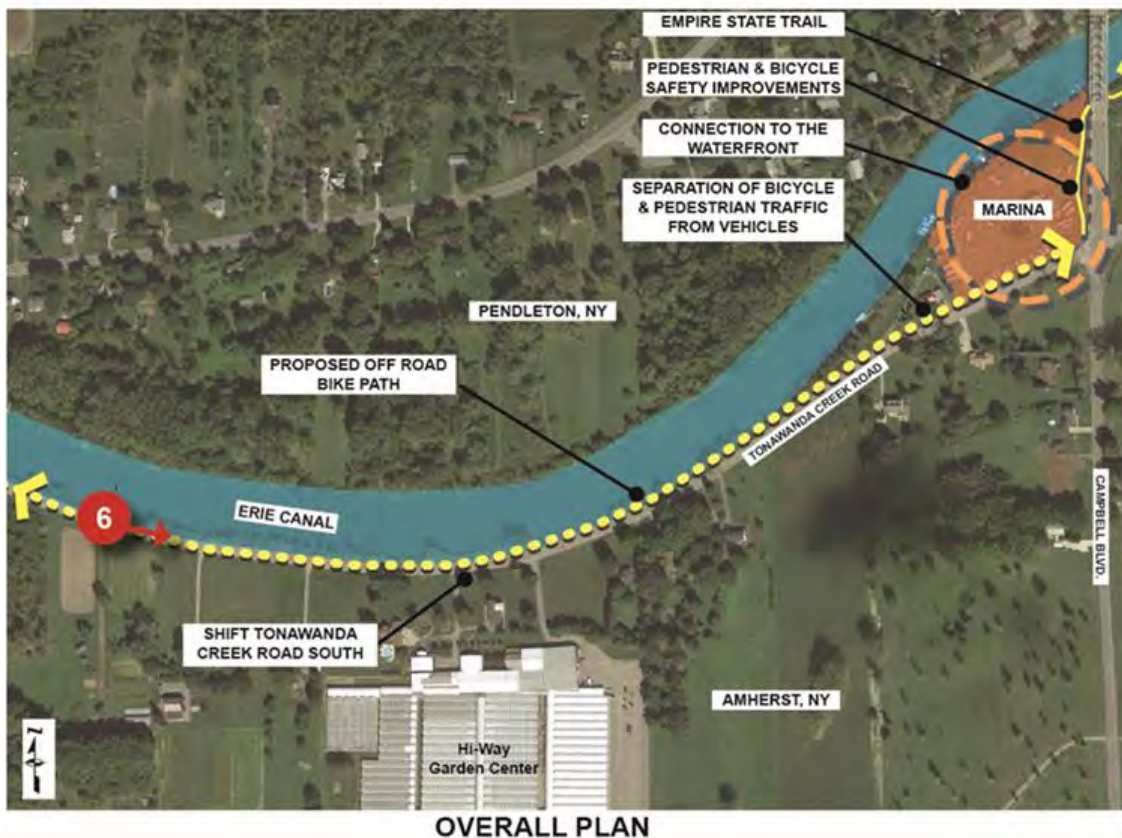 EMPIRE STATE TRAIL
PEDESTRIAN & BICYCLE
SAFETY IMPROVEMENTS
CONNECTION TO THE
WATERFRONT
SEPARATION OF BICYCLE
& PEDESTRIAN TRAFFIC
FROM VEHICLES
MARINA
PENDLETON, NY
PROPOSED OFF ROAD
BIKE PATH
TONAWANDA CREEK ROAD
6
ERIE CANAL
CAMPBELL BLVD.
SHIFT TONAWANDA
CREEK ROAD SOUTH
AMHERST, NY
Hi-Way
Garden Center
N
OVERALL PLAN